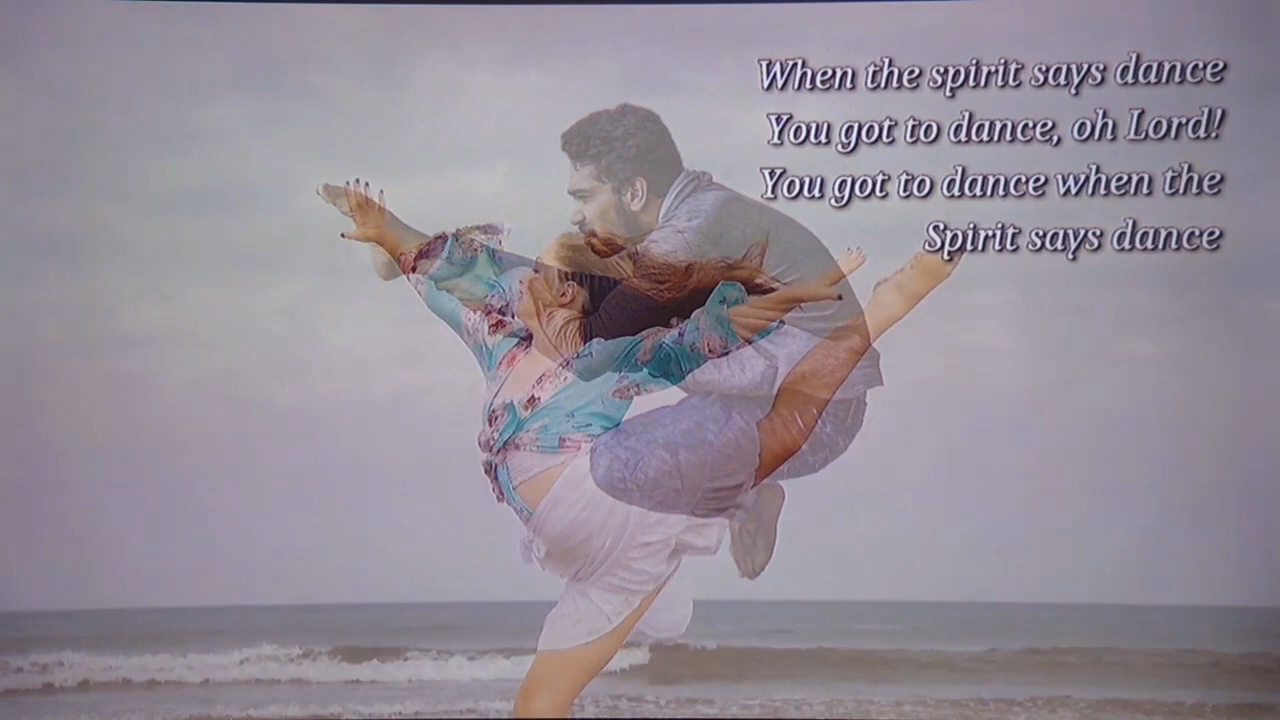 When the spirit says dance
You got to dance, oh Lord!
You got to dance when the
Spirit says dance